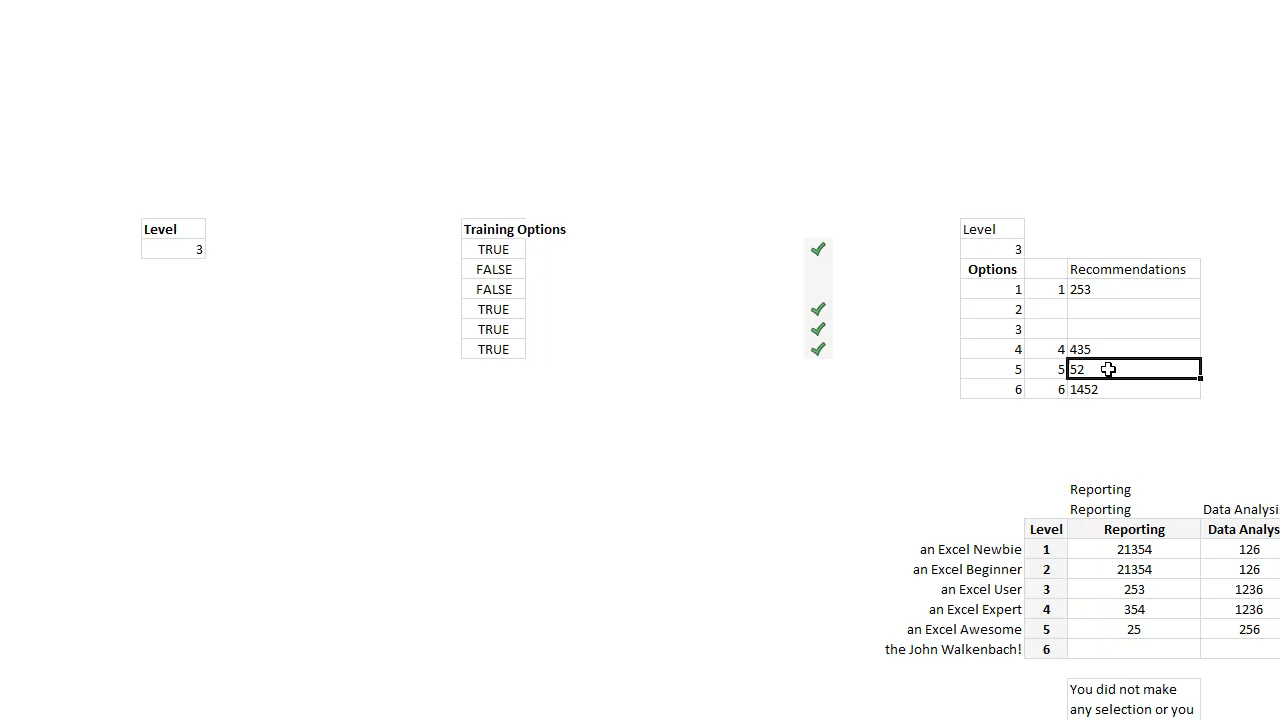 Level
3
Training Options
TRUE
FALSE
FALSE
TRUE
TRUE
TRUE
Level
3
Options Recommendations
1 1 253
2
3
4 4 435
5 5 52
6 6 1452
Reporting
Reporting Data Analysi
Level Reporting Data Analys
an Excel Newbie 1 21354 126
an Excel Beginner 2 21354 126
an Excel User 3 253 1236
an Excel Expert 4 354 1236
an Excel Awesome 5 25 256
the John Walkenbach! 6
You did not make
any selection or you